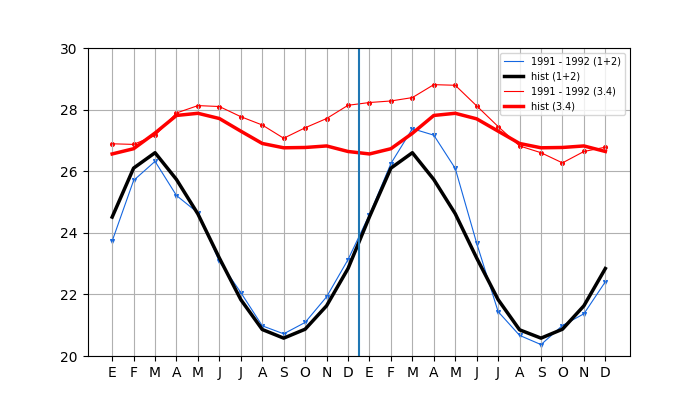 30
28
26
24
22
20
1991 - 1992 (1+2)
hist (1+2)
1991 - 1992 (3.4)
hist (3.4)
E F M A M J J A S O N D E F M A M J J A S O N D